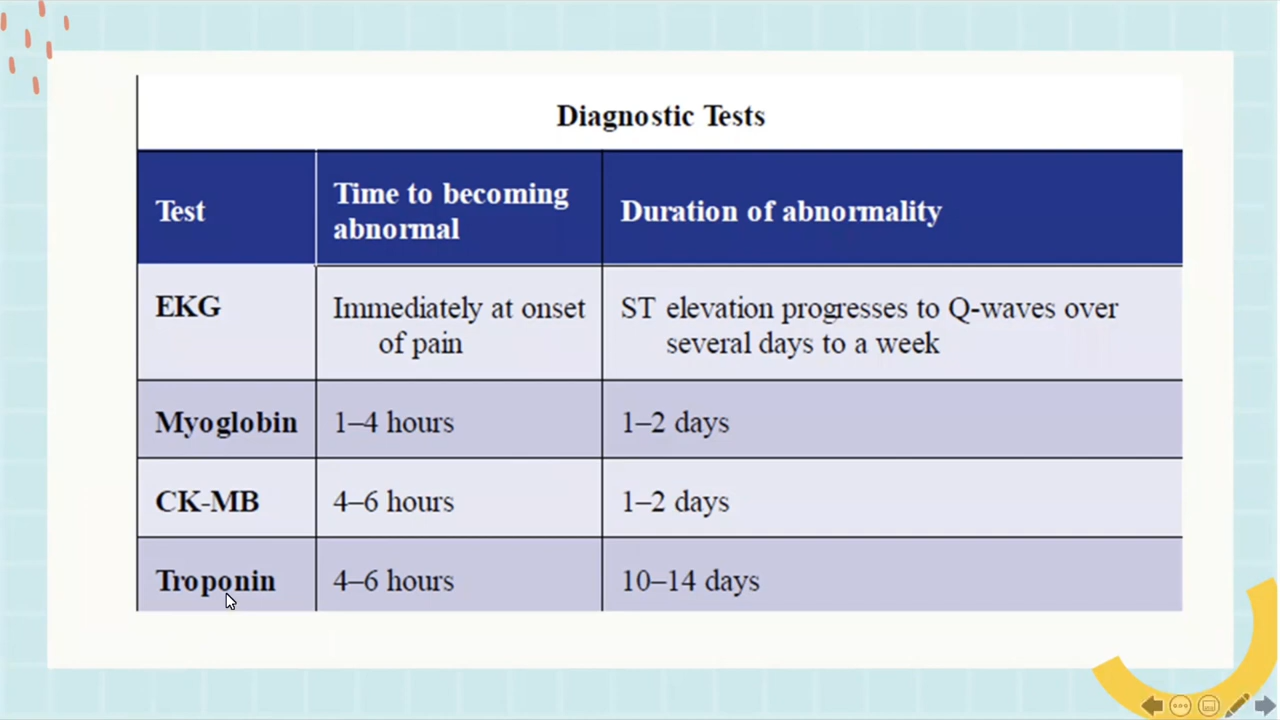 Diagnostic Tests
Test
Time to becoming
abnormal
Duration of abnormality
EKG
Immediately at onset
of pain
ST elevation progresses to Q-waves over
several days to a week
Myoglobin
1–4 hours
1–2 days
CK-MB
4–6 hours
1–2 days
Troponin
4–6 hours
10–14 days